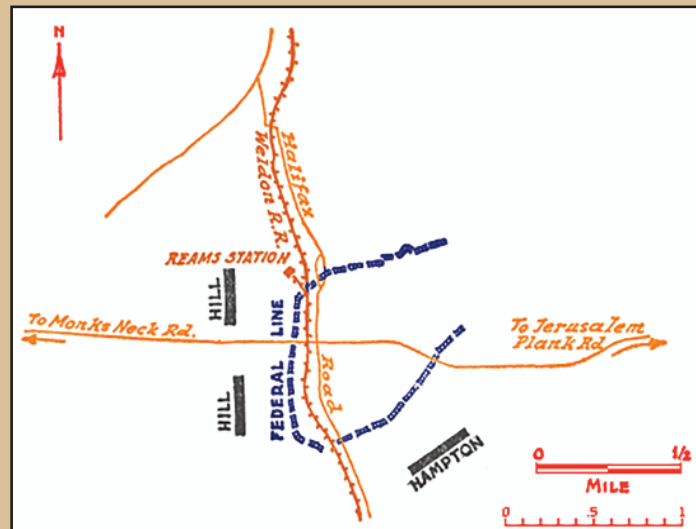 N
Halifax
Weldon R.R.
REAMS STATION
HILL
FEDERAL LINE
To Monks Neck Rd.
To Jerusalem
Plank Rd.
HILL
Road
HAMPTON
0 1/2
MILE
0 .5 1